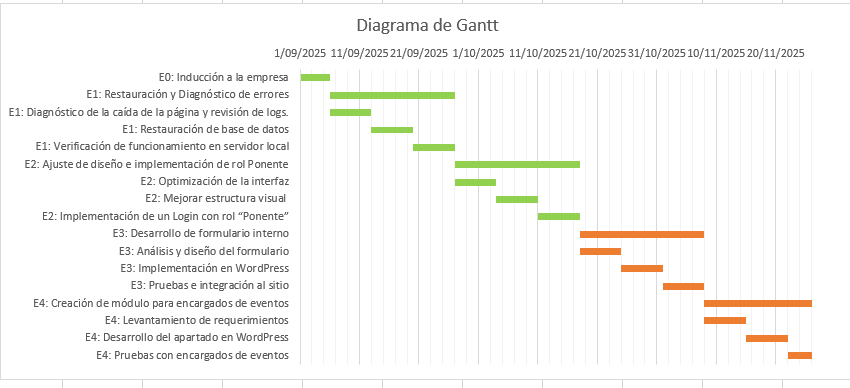 Diagrama de Gantt
1/09/2025 11/09/2025 21/09/2025 1/10/2025 11/10/2025 21/10/2025 31/10/2025 10/11/2025 20/11/2025
E0: Inducción a la empresa
E1: Restauración y Diagnóstico de errores
E1: Diagnóstico de la caída de la página y revisión de logs.
E1: Restauración de base de datos
E1: Verificación de funcionamiento en servidor local
E2: Ajuste de diseño e implementación de rol Ponente
E2: Optimización de la interfaz
E2: Mejorar estructura visual
E2: Implementación de un Login con rol “Ponente”
E3: Desarrollo de formulario interno
E3: Análisis y diseño del formulario
E3: Implementación en WordPress
E3: Pruebas e integración al sitio
E4: Creación de módulo para encargados de eventos
E4: Levantamiento de requerimientos
E4: Desarrollo del apartado en WordPress
E4: Pruebas con encargados de eventos